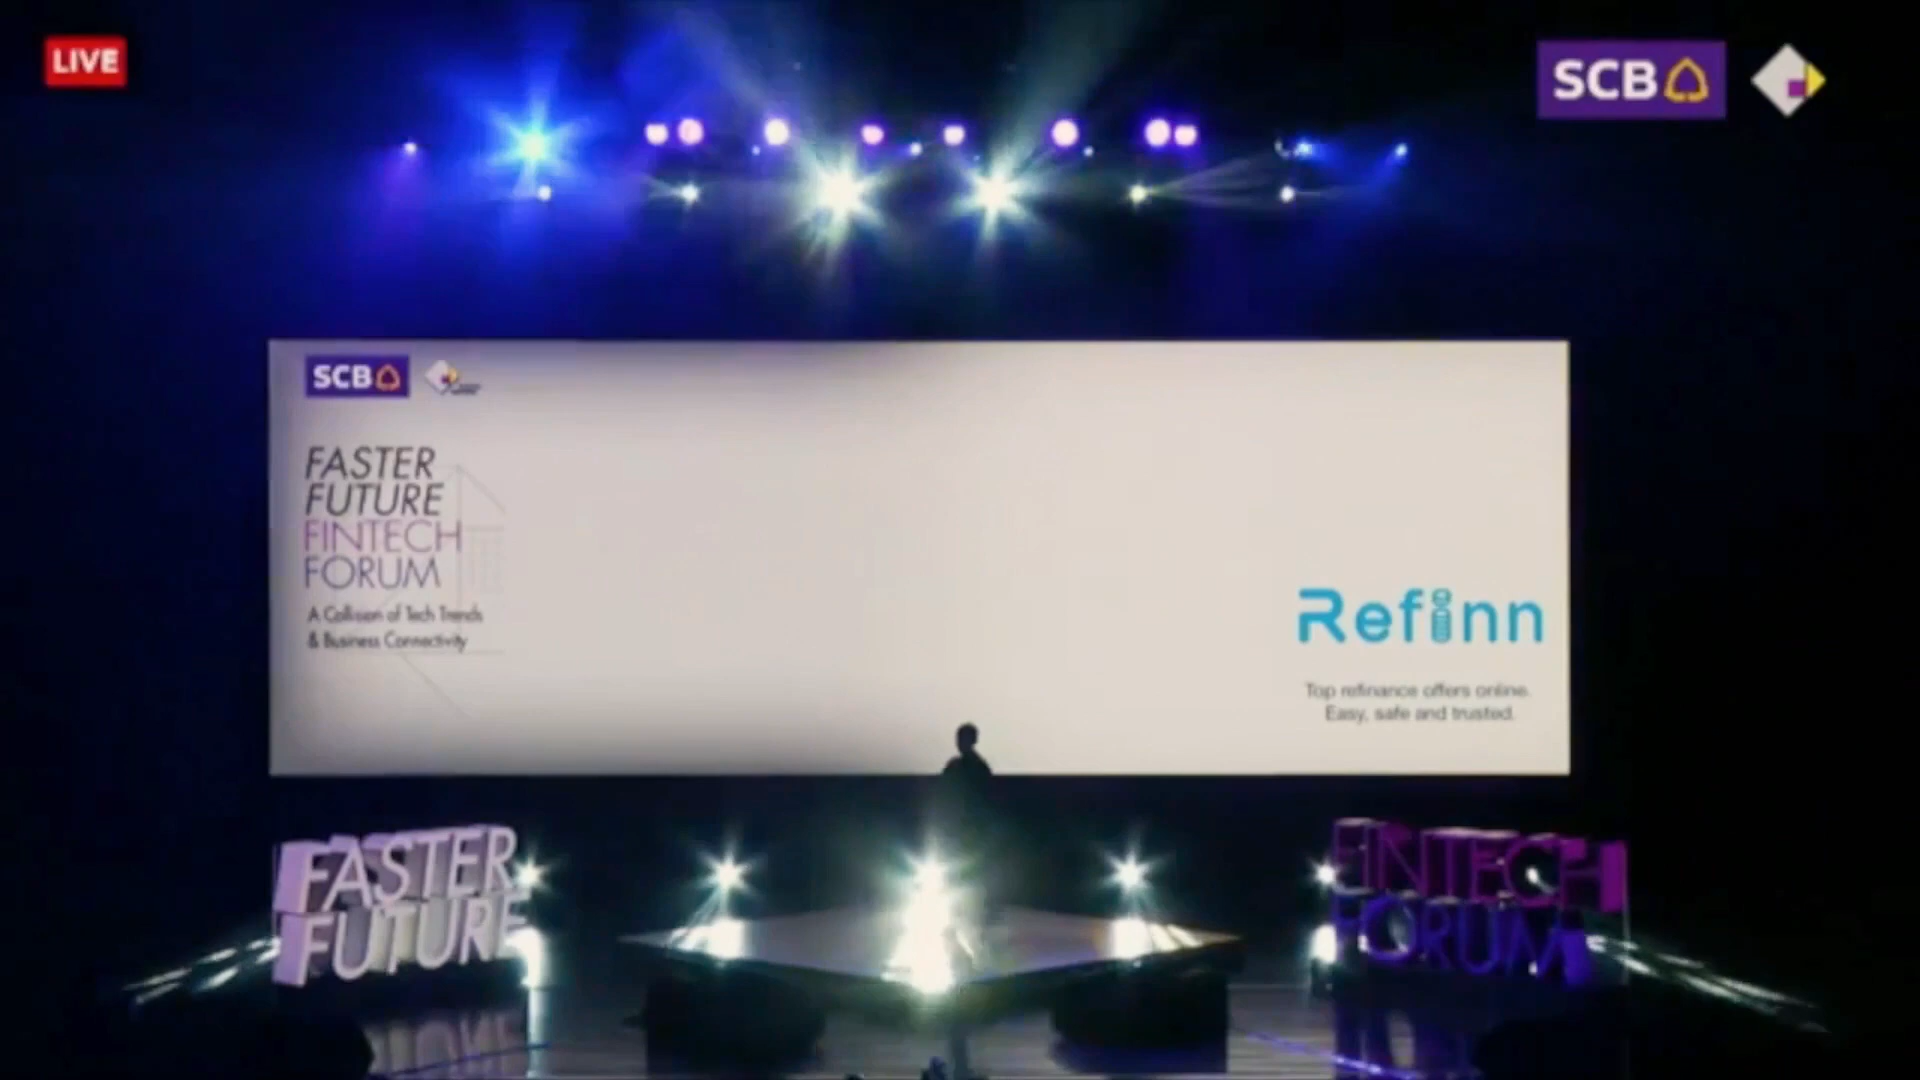 LIVE
SCB
SCB
FASTER
FUTURE
FINTECH
FORUM
A Collision of Tech Trends
& Business Connectivity
Refinn
Top refinance offers online.
Easy, safe and trusted.
FASTER
FUTURE
FINTECH
FORUM